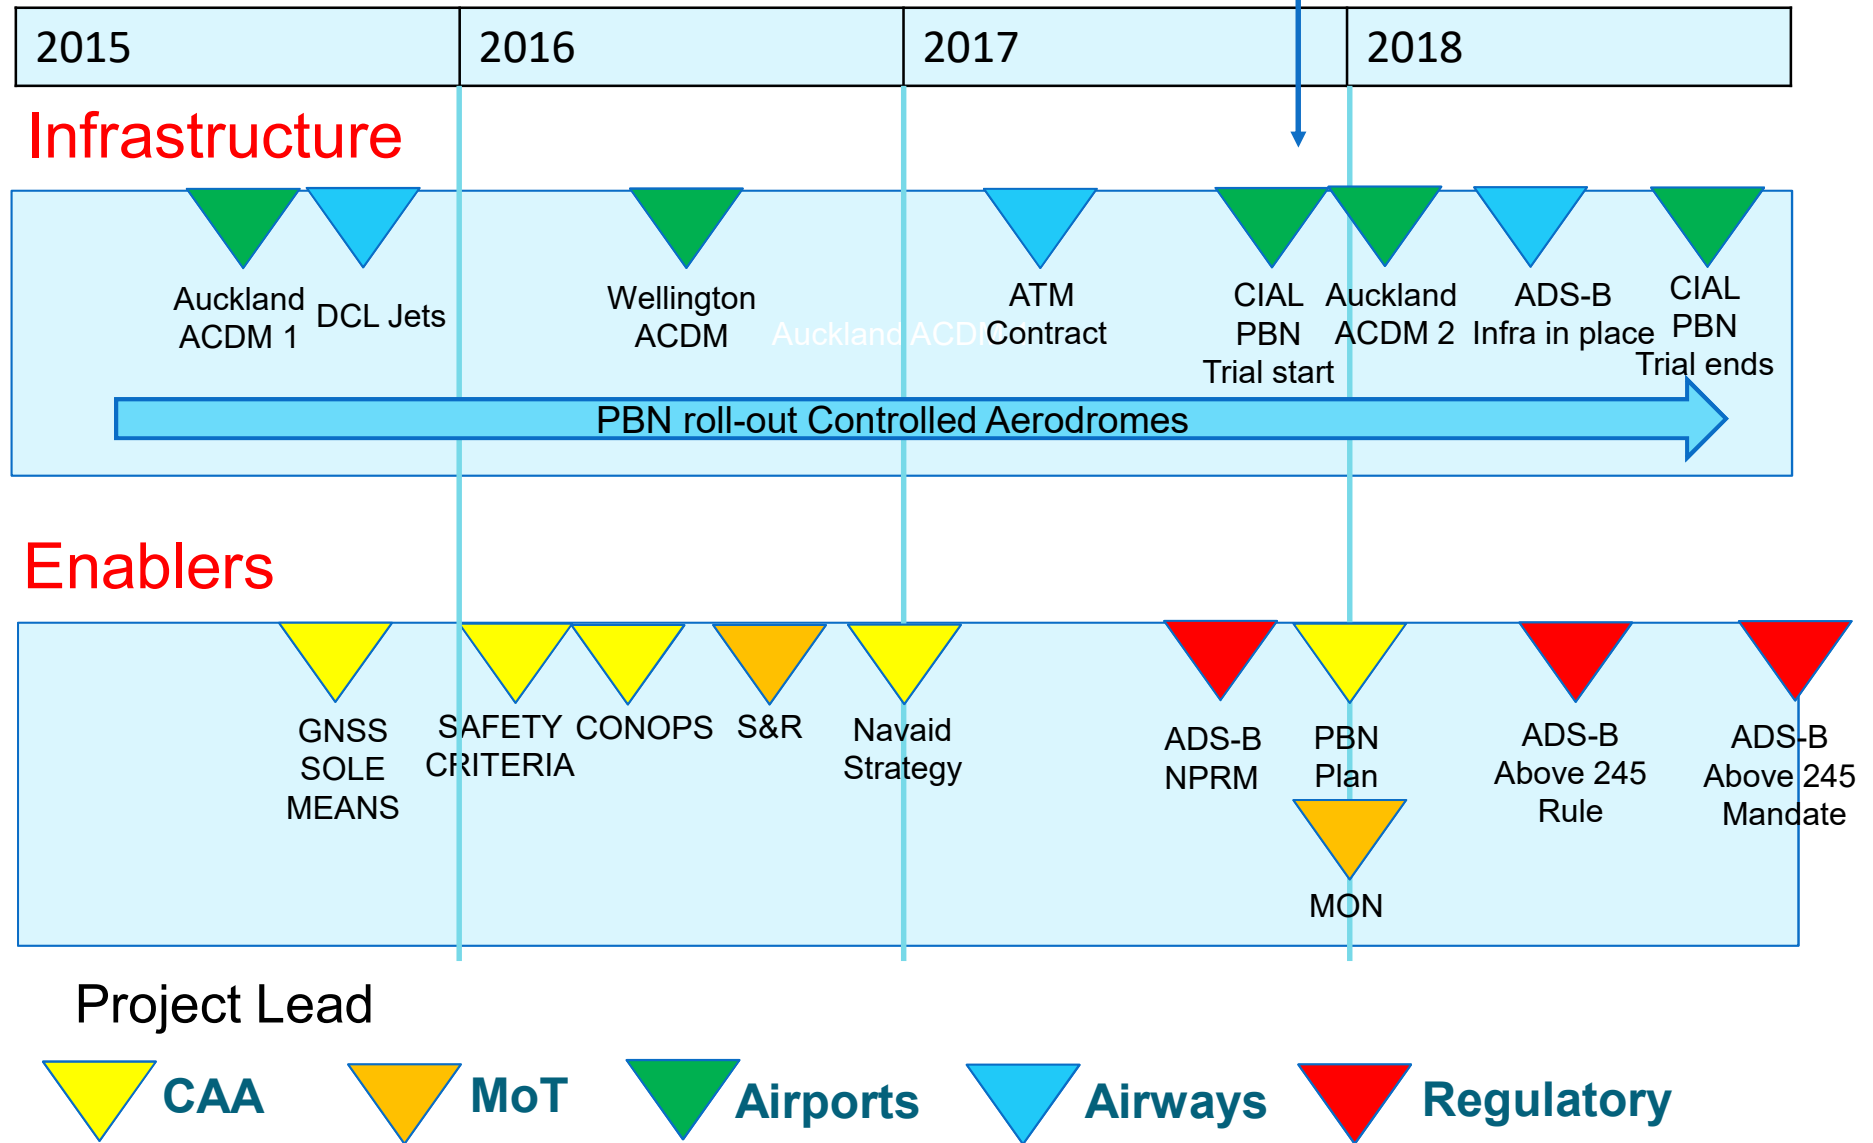 2015 2016 2017 2018
Infrastructure
Auckland
ACDM 1
DCL Jets
Wellington
ACDM
Auckland ACDM
ATM
Contract
CIAL
PBN
Trial start
Auckland
ACDM 2
ADS-B
Infra in place
CIAL
PBN
Trial ends
PBN roll-out Controlled Aerodromes
Enablers
GNSS
SOLE
MEANS
SAFETY
CRITERIA
CONOPS
S&R
Navaid
Strategy
ADS-B
NPRM
PBN
Plan
MON
ADS-B
Above 245
Rule
ADS-B
Above 245
Mandate
Project Lead
CAA MoT Airports Airways Regulatory